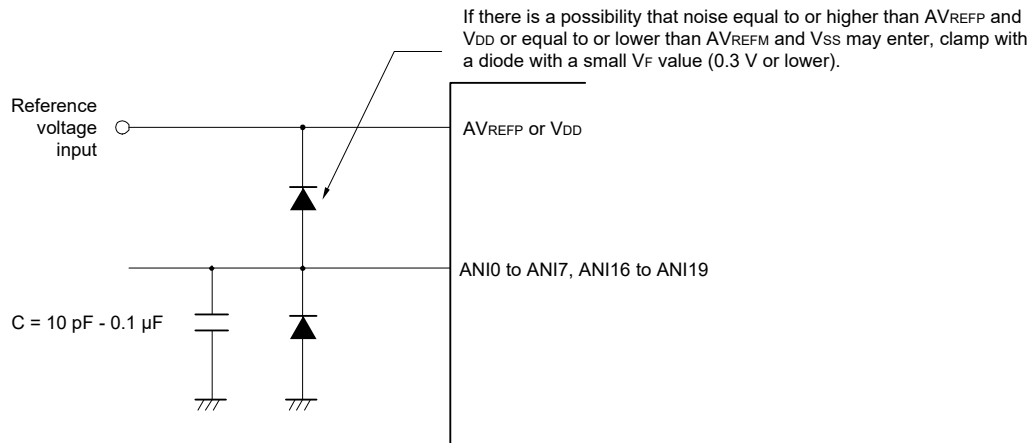 If there is a possibility that noise equal to or higher than AVREFP and
VDD or equal to or lower than AVREFM and VSS may enter, clamp with
a diode with a small VF value (0.3 V or lower).
Reference
voltage
input
AVREFP or VDD
ANI0 to ANI7, ANI16 to ANI19
C = 10 pF - 0.1 µF